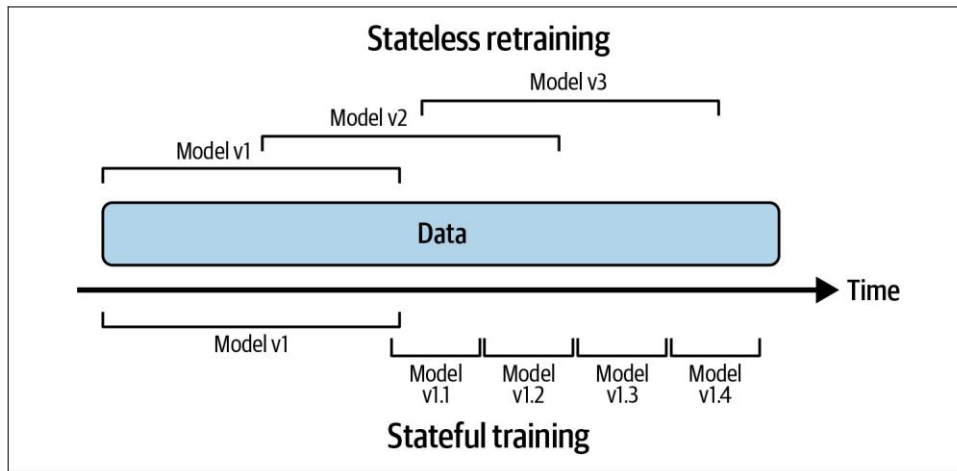 Stateless retraining
Model v3
Model v2
Model v1
Data
Time
Model v1
Model
v1.1
Model
v1.2
Model
v1.3
Model
v1.4
Stateful training